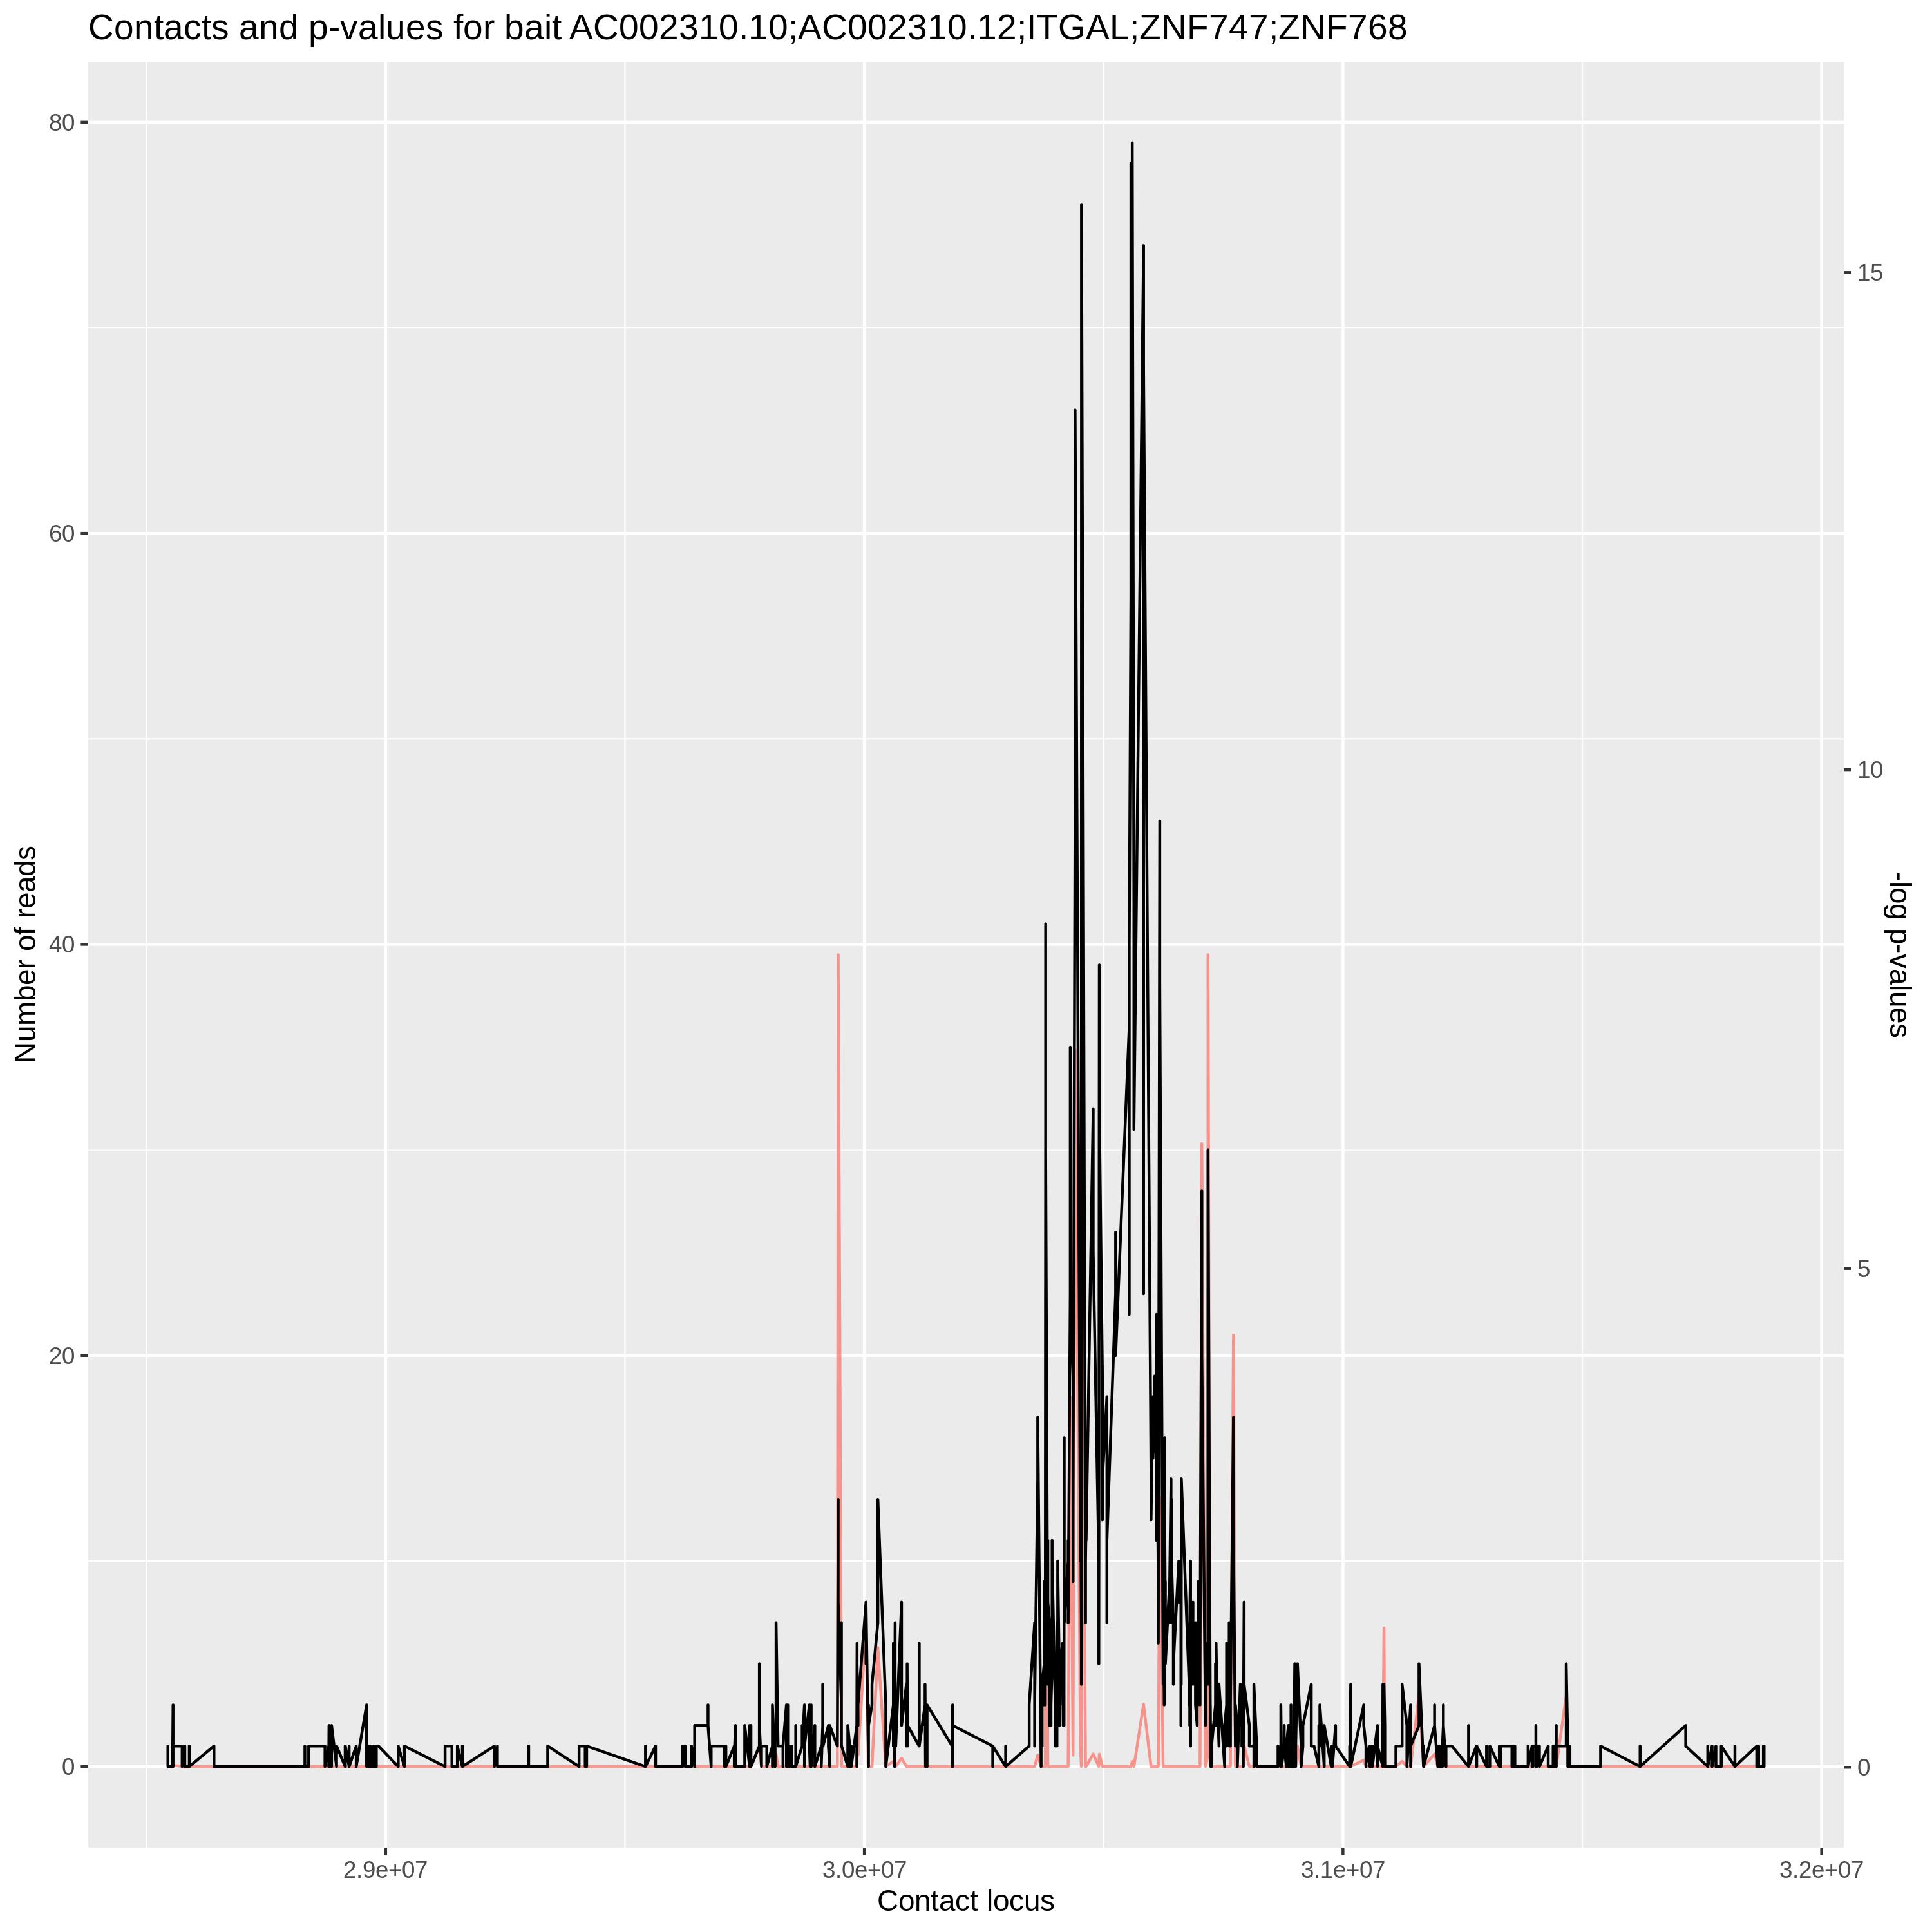 Contacts and p-values for bait AC002310.10;AC002310.12;ITGAL;ZNF747;ZNF768
80
60
40
20
0
15
10
5
0
Number of reads
-log p-values
2.9e+07
3.0e+07
3.1e+07
3.2e+07
Contact locus